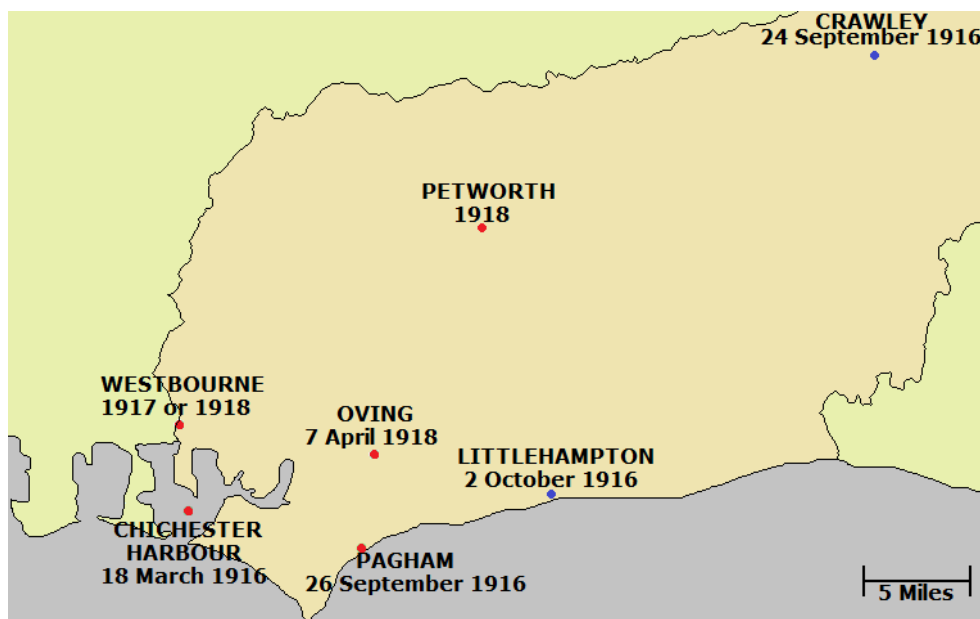 CRAWLEY
24 September 1916
PETWORTH
1918
WESTBOURNE
1917 or 1918
OVING
7 April 1918
LITTLEHAMPTON
2 October 1916
CHICHESTER
HARBOUR
18 March 1916
PAGHAM
26 September 1916
5 Miles